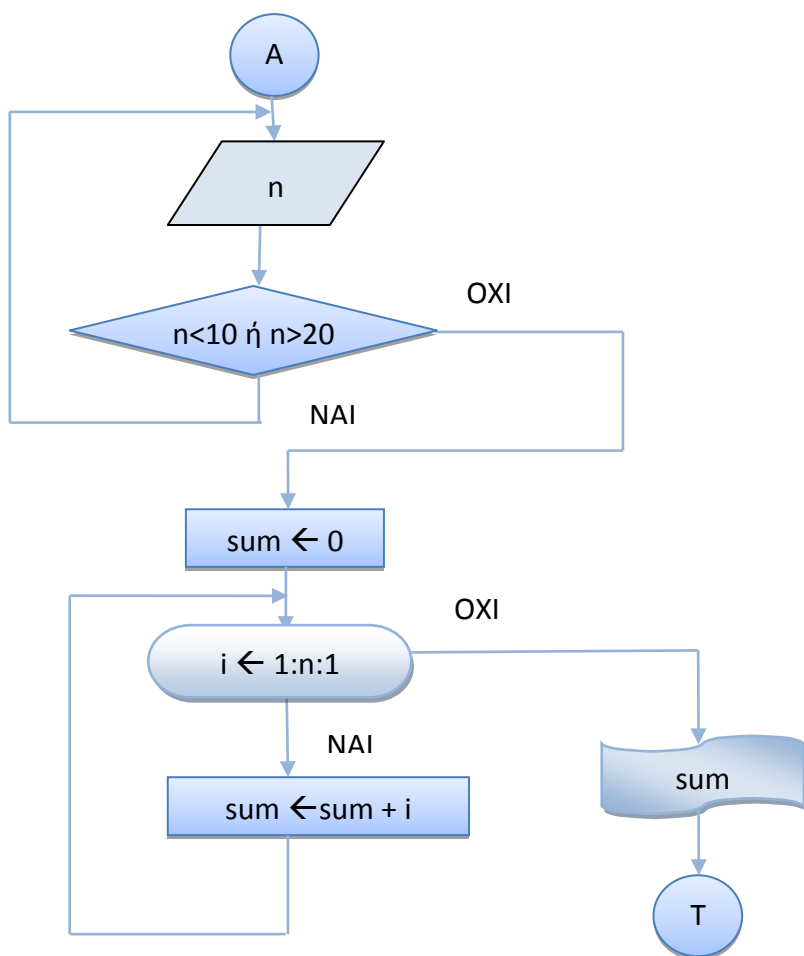 Α
n
n<10 ή n>20
ΟΧΙ
ΝΑΙ
sum ← 0
ΟΧΙ
i ← 1:n:1
ΝΑΙ
sum ←sum + i
sum
Τ